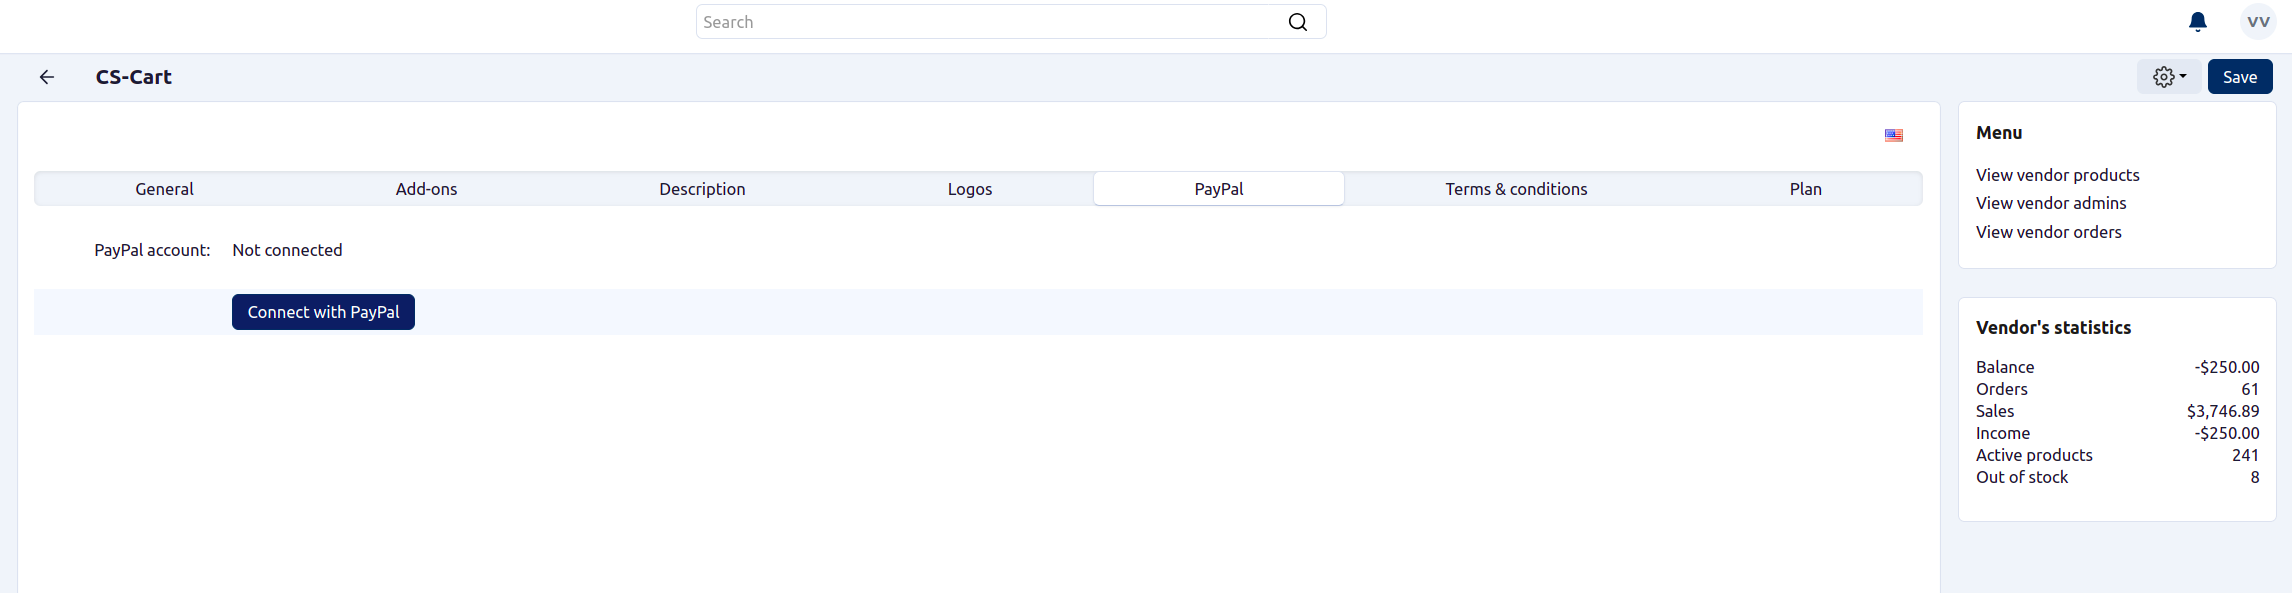 Search
VV
CS-Cart
Save
General Add-ons Description Logos PayPal Terms & conditions Plan
PayPal account: Not connected
Connect with PayPal
Menu
View vendor products
View vendor admins
View vendor orders
Vendor's statistics
Balance -$250.00
Orders 61
Sales $3,746.89
Income -$250.00
Active products 241
Out of stock 8